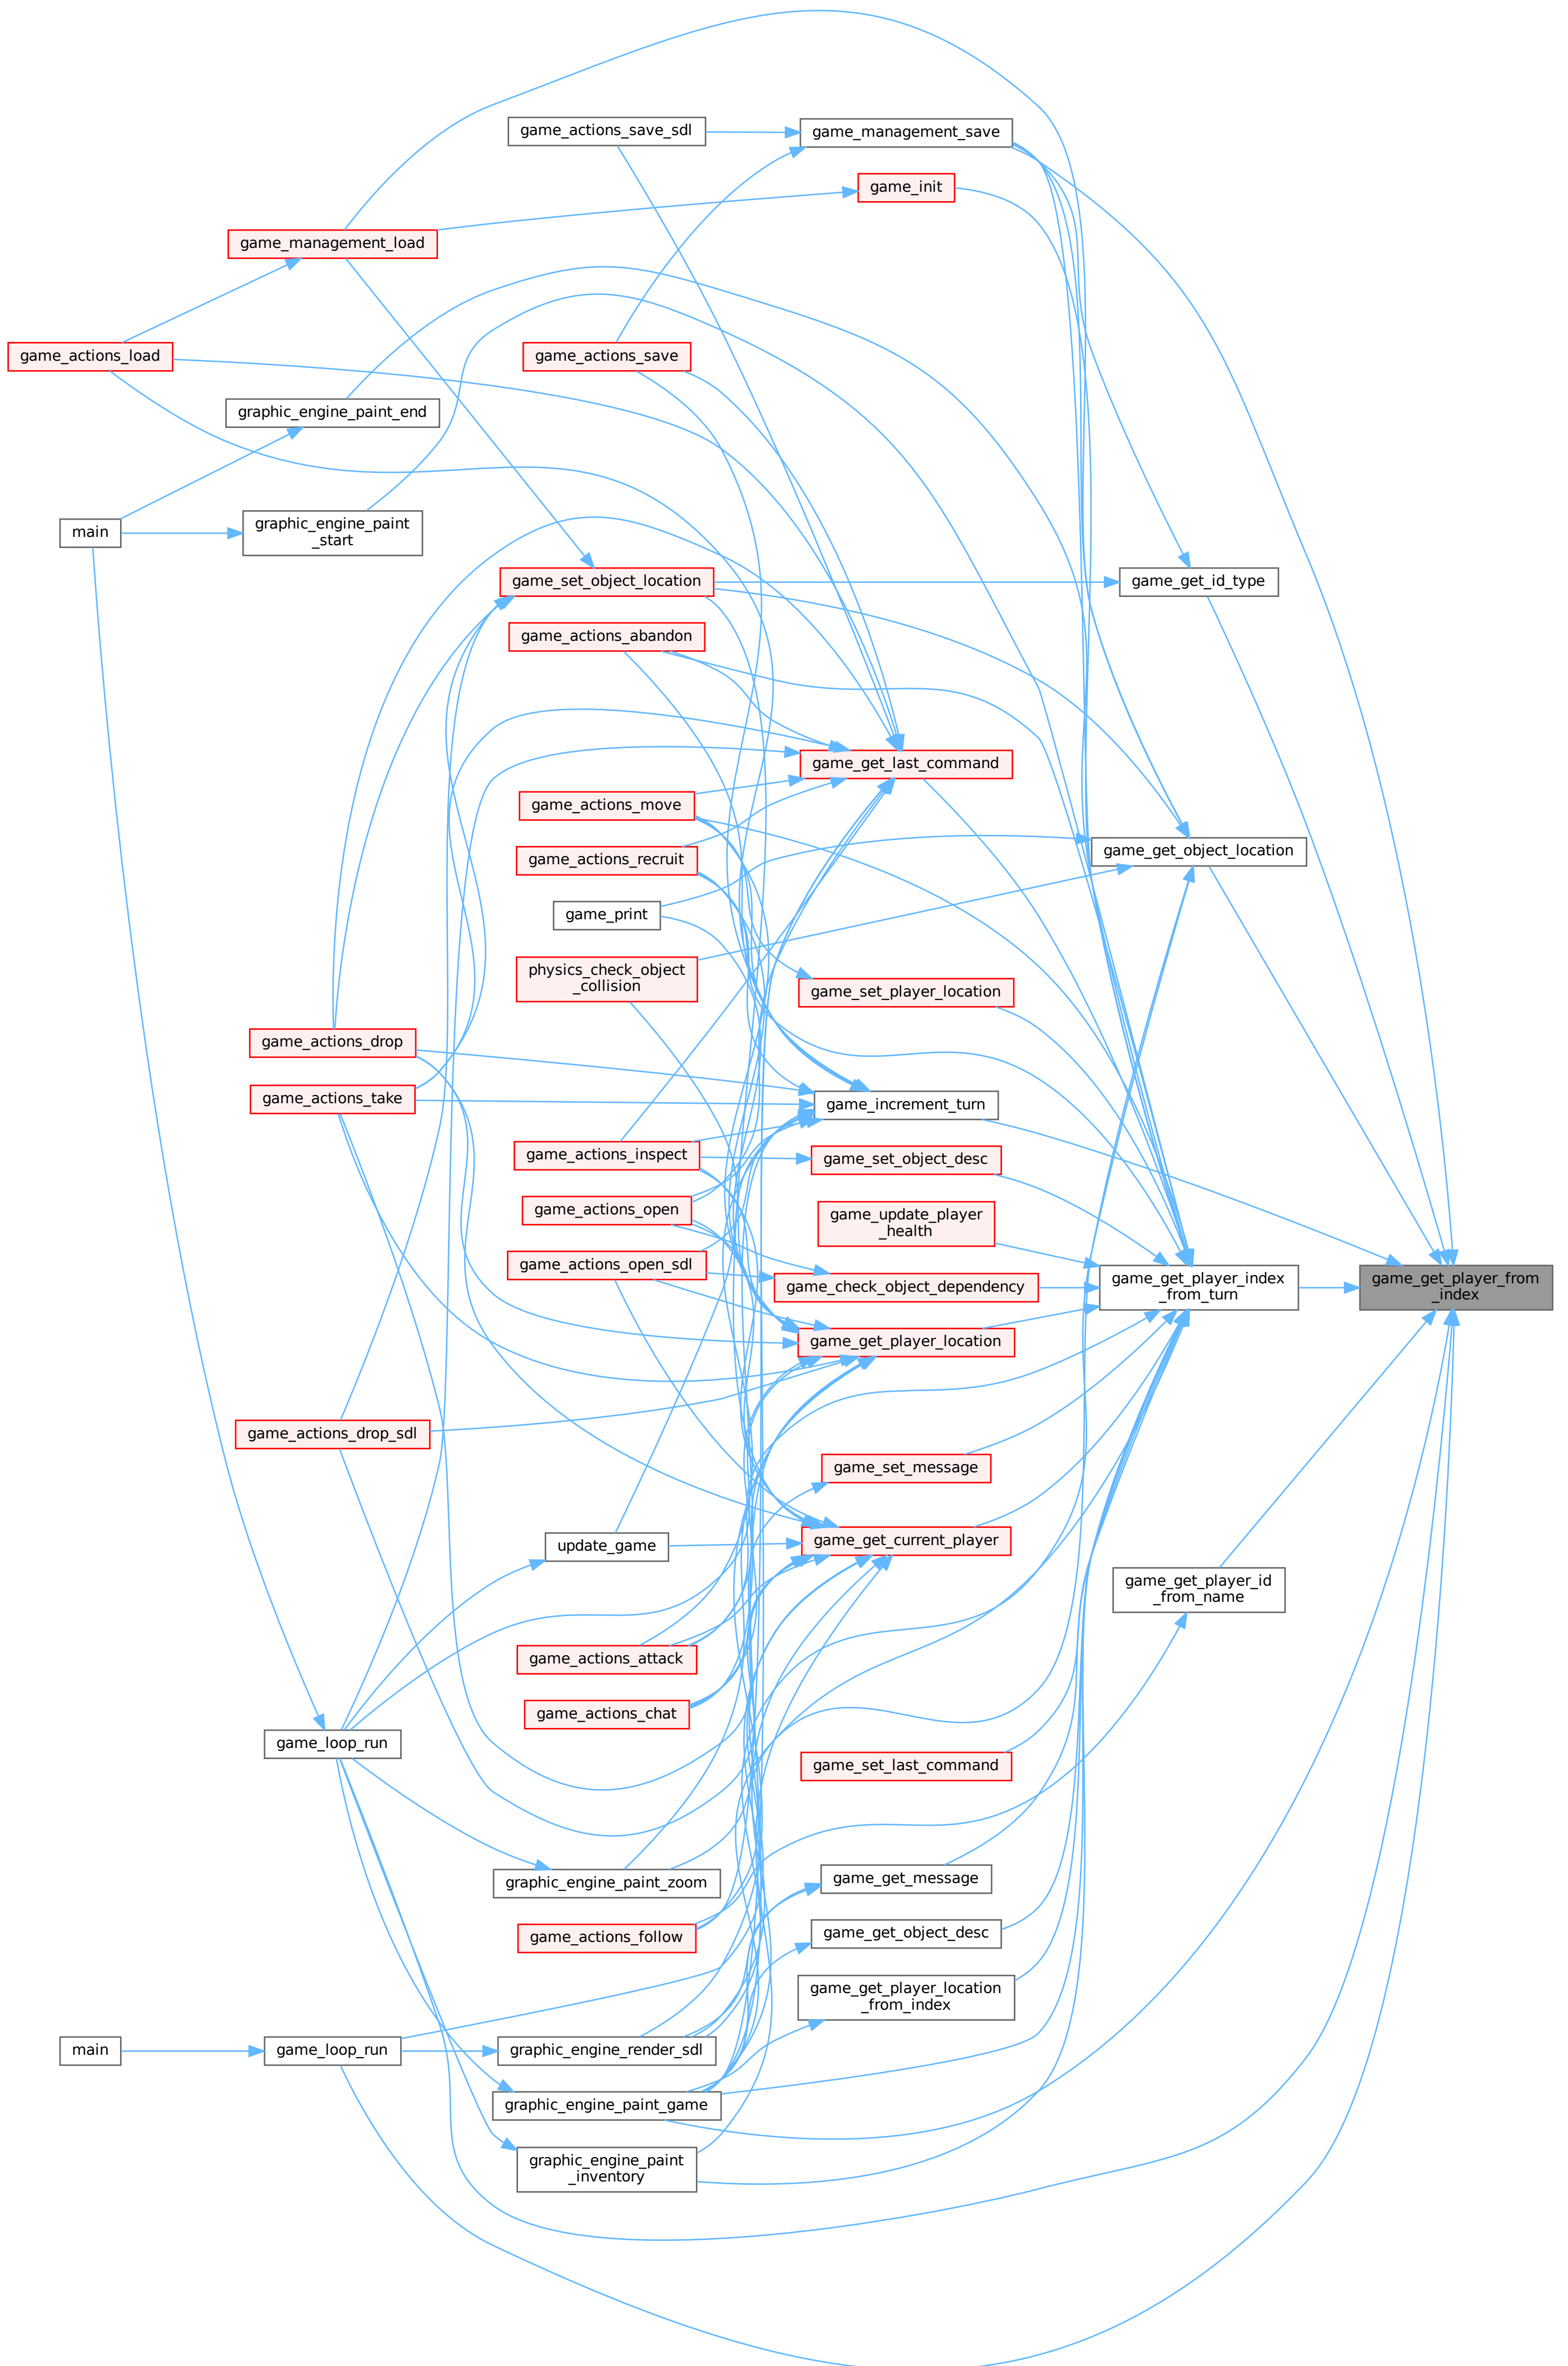 game_actions_save_sdl
game_management_save
game_init
game_management_load
game_actions_load
game_actions_save
graphic_engine_paint_end
main
graphic_engine_paint
_start
game_set_object_location
game_get_id_type
game_actions_abandon
game_get_last_command
game_actions_move
game_actions_recruit
game_get_object_location
game_print
physics_check_object
_collision
game_set_player_location
game_actions_drop
game_actions_take
game_increment_turn
game_actions_inspect
game_set_object_desc
game_actions_open
game_update_player
_health
game_actions_open_sdl
game_check_object_dependency
game_get_player_index
_from_turn
game_get_player_from
_index
game_get_player_location
game_actions_drop_sdl
game_set_message
update_game
game_get_current_player
game_get_player_id
_from_name
game_actions_attack
game_actions_chat
game_loop_run
game_set_last_command
graphic_engine_paint_zoom
game_get_message
game_actions_follow
game_get_object_desc
game_get_player_location
_from_index
main
game_loop_run
graphic_engine_render_sdl
graphic_engine_paint_game
graphic_engine_paint
_inventory